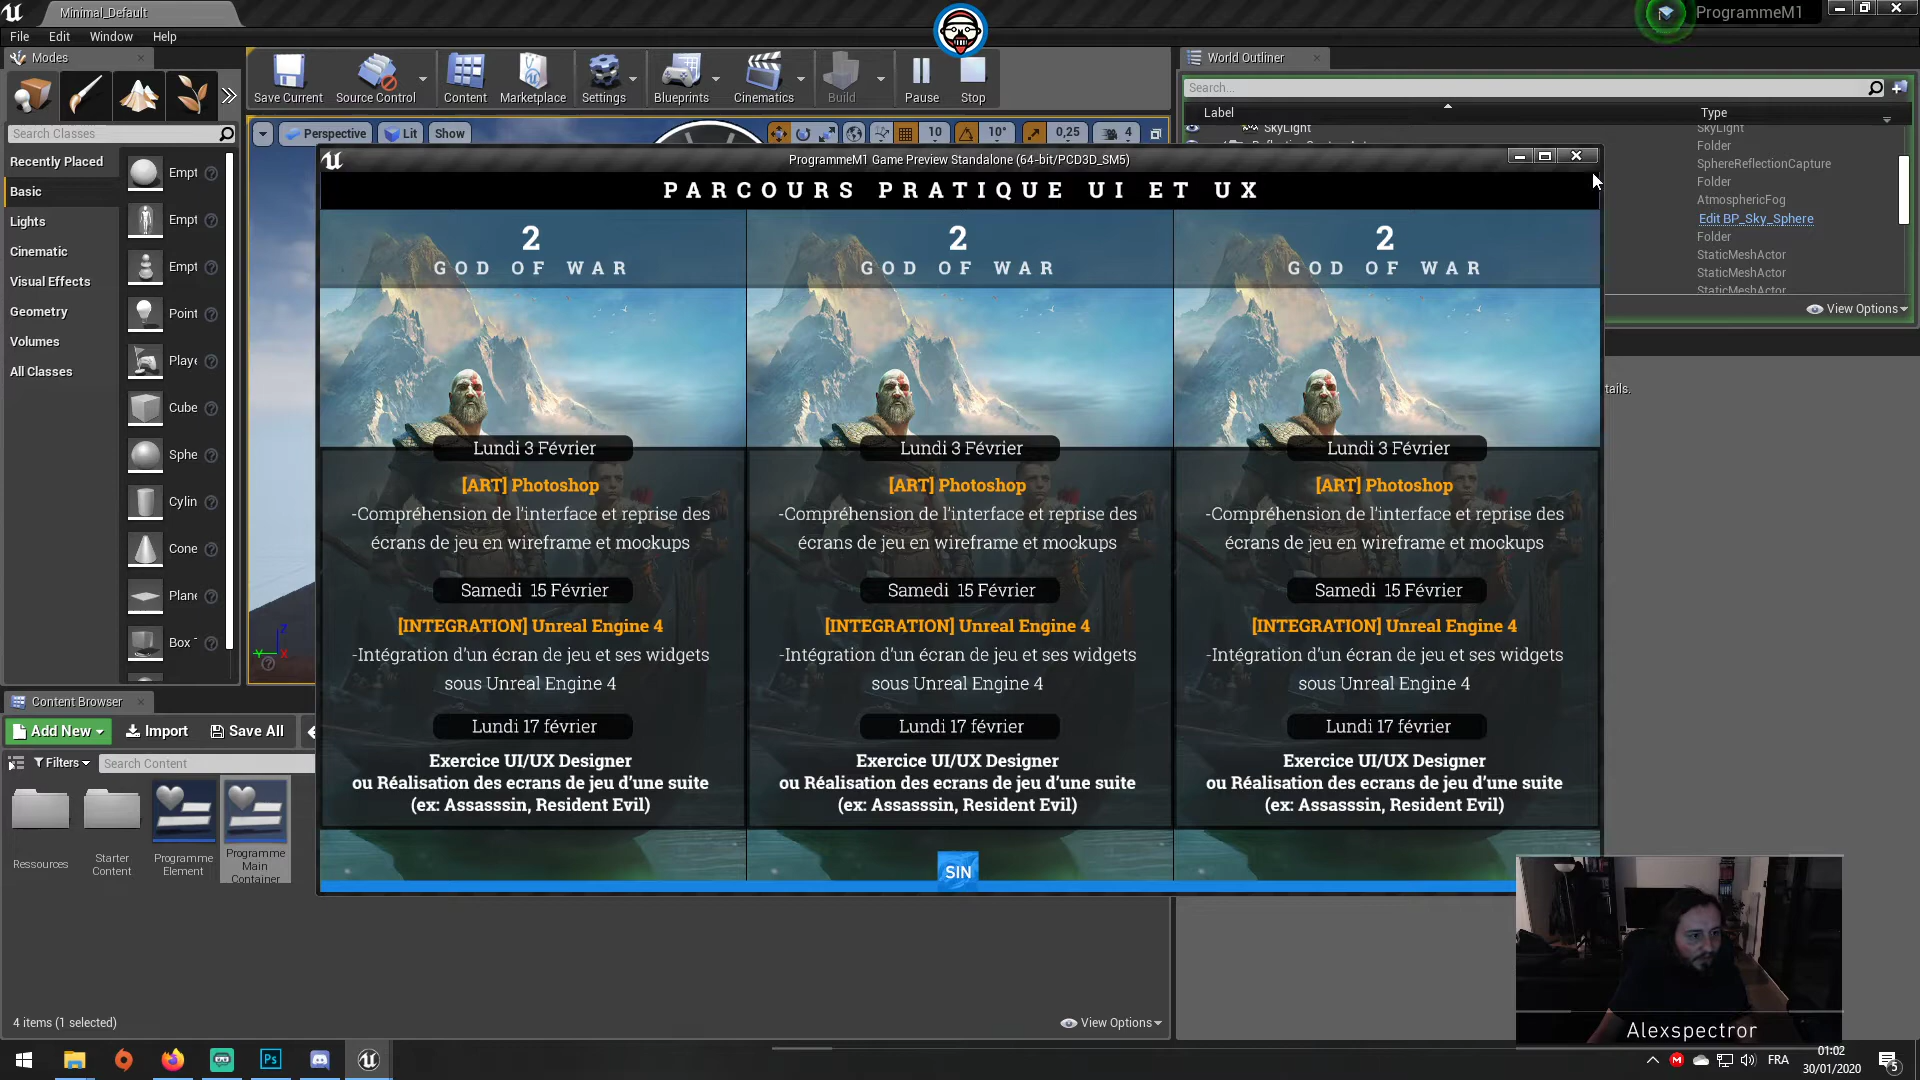 Minimal_Default
ProgrammeM1
File Edit Window Help
Modes
World Outliner
Save Current
Source Control
Content
Marketplace
Settings
Blueprints
Cinematics
Build
Pause
Stop
Search...
Label
Type
Search Classes
Perspective
Lit
Show
10
10°
0,25
4
SkyLight
SkyLight
Folder
SphereReflectionCapture
Folder
AtmosphericFog
Edit BP_Sky_Sphere
Folder
StaticMeshActor
StaticMeshActor
StaticMeshActor
View Options
tails.
Recently Placed
Basic
Lights
Cinematic
Visual Effects
Geometry
Volumes
All Classes
Empt
Empt
Empt
Point
Playe
Cube
Sphe
Cylin
Cone
Plane
Box
ProgrammeM1 Game Preview Standalone (64-bit/PCD3D_SM5)
PARCOURS PRATIQUE UI ET UX
2
GOD OF WAR
Lundi 3 Février
[ART] Photoshop
-Compréhension de l'interface et reprise des
écrans de jeu en wireframe et mockups
Samedi 15 Février
[INTEGRATION] Unreal Engine 4
-Intégration d'un écran de jeu et ses widgets
sous Unreal Engine 4
Lundi 17 février
Exercice UI/UX Designer
ou Réalisation des ecrans de jeu d'une suite
(ex: Assasssin, Resident Evil)
2
GOD OF WAR
Lundi 3 Février
[ART] Photoshop
-Compréhension de l'interface et reprise des
écrans de jeu en wireframe et mockups
Samedi 15 Février
[INTEGRATION] Unreal Engine 4
-Intégration d'un écran de jeu et ses widgets
sous Unreal Engine 4
Lundi 17 février
Exercice UI/UX Designer
ou Réalisation des ecrans de jeu d'une suite
(ex: Assasssin, Resident Evil)
2
GOD OF WAR
Lundi 3 Février
[ART] Photoshop
-Compréhension de l'interface et reprise des
écrans de jeu en wireframe et mockups
Samedi 15 Février
[INTEGRATION] Unreal Engine 4
-Intégration d'un écran de jeu et ses widgets
sous Unreal Engine 4
Lundi 17 février
Exercice UI/UX Designer
ou Réalisation des ecrans de jeu d'une suite
(ex: Assasssin, Resident Evil)
SIN
Z
Y
X
Content Browser
Add New
Import
Save All
Filters
Search Content
Ressources
Starter
Content
Programme
Element
Programme
Main
Container
4 items (1 selected)
View Options
Alexspectror
Ps
FRA
01:02
30/01/2020
5